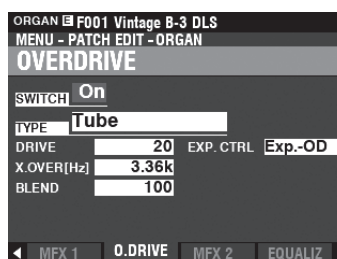 ORGAN E F001 Vintage B-3 DLS
MENU – PATCH EDIT – ORGAN
OVERDRIVE
SWITCH On
TYPE Tube
DRIVE 20 EXP. CTRL Exp.-OD
X.OVER[Hz] 3.36k
BLEND 100
MFX 1 O.DRIVE MFX 2 EQUALIZ